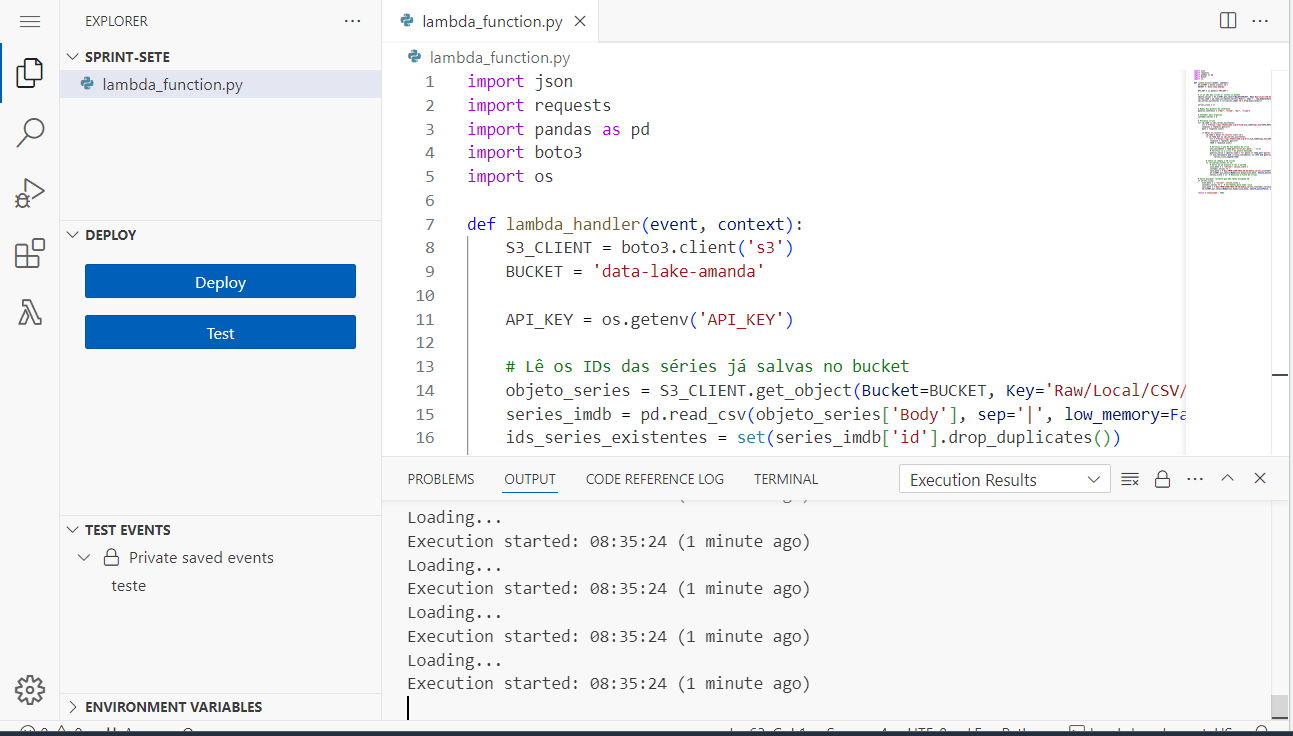 EXPLORER
SPRINT-SETE
lambda_function.py
DEPLOY
Deploy
Test
TEST EVENTS
Private saved events
teste
ENVIRONMENT VARIABLES
lambda_function.py
lambda_function.py
1 import json
2 import requests
3 import pandas as pd
4 import boto3
5 import os
6
7 def lambda_handler(event, context):
8 S3_CLIENT = boto3.client('s3')
9 BUCKET = 'data-lake-amanda'
10
11 API_KEY = os.getenv('API_KEY')
12
13 # Lê os IDs das séries já salvas no bucket
14 objeto_series = S3_CLIENT.get_object(Bucket=BUCKET, Key='Raw/Local/CSV/
15 series_imdb = pd.read_csv(objeto_series['Body'], sep='|', low_memory=Fa
16 ids_series_existentes = set(series_imdb['id'].drop_duplicates())
PROBLEMS OUTPUT CODE REFERENCE LOG TERMINAL Execution Results
Loading...
Execution started: 08:35:24 (1 minute ago)
Loading...
Execution started: 08:35:24 (1 minute ago)
Loading...
Execution started: 08:35:24 (1 minute ago)
Loading...
Execution started: 08:35:24 (1 minute ago)